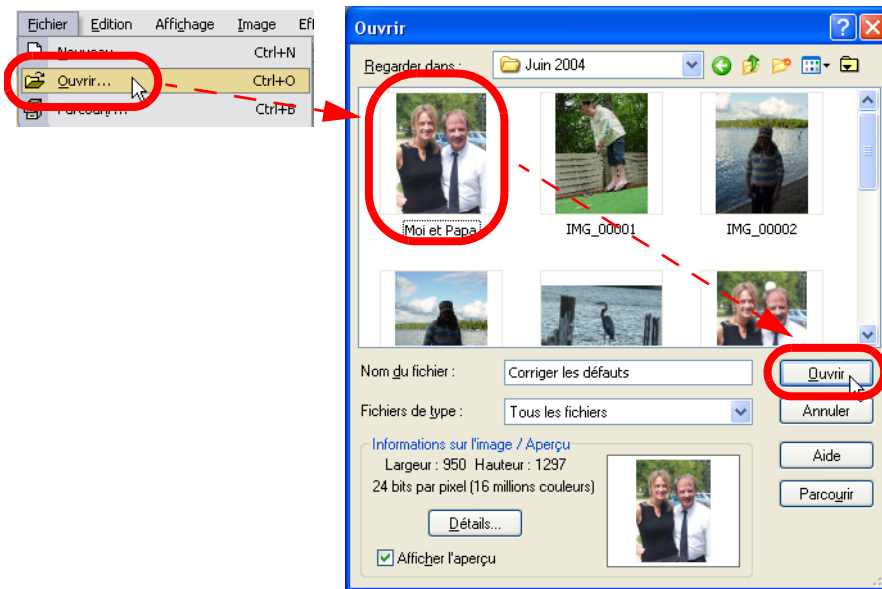 Fichier Edition Affichage Image
Ctrl+N
Ouvrir... Ctrl+O
Ctrl+B
Ouvrir
Regarder dans : Juin 2004
Moi et Papa IMG_00001 IMG_00002
Nom du fichier : Corriger les défauts Ouvrir
Fichiers de type : Tous les fichiers Annuler
Informations sur l'image / Aperçu
Largeur : 950 Hauteur : 1297
24 bits par pixel (16 millions couleurs)
Détails...
Afficher l'aperçu
Aide
Parcourir